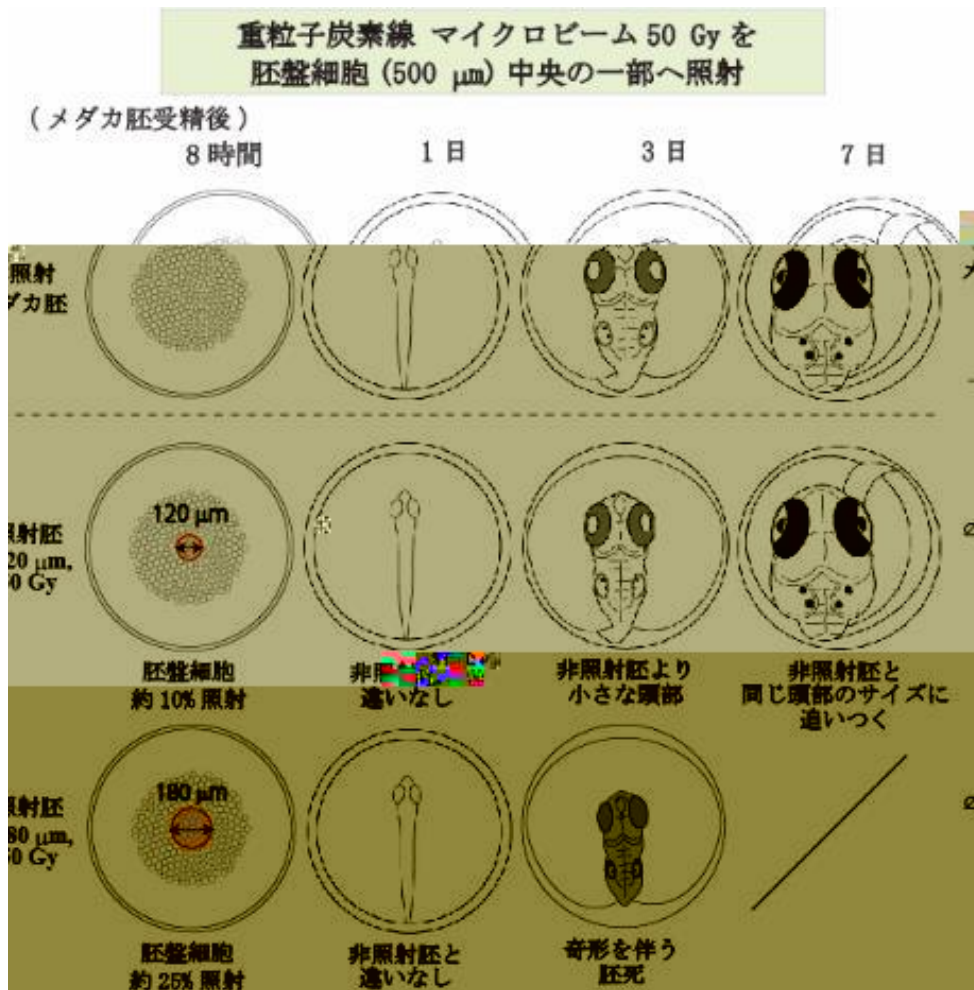 重粒子炭素線 マイクロビーム 50 Gy を
胚盤細胞 (500 μm) 中央の一部へ照射
(メダカ胚受精後)
8 時間 1 日 3 日 7 日
照射
ダカ胚
120 μm
照射胚
20 μm,
0 Gy
胚盤細胞
約 10% 照射
非照
違いなし
非照射胚より
小さな頭部
非照射胚と
同じ頭部のサイズに
追いつく
180 μm
射胚
80 μm,
0 Gy
胚盤細胞
約 25% 照射
非照射胚と
違いなし
奇形を伴う
胚死